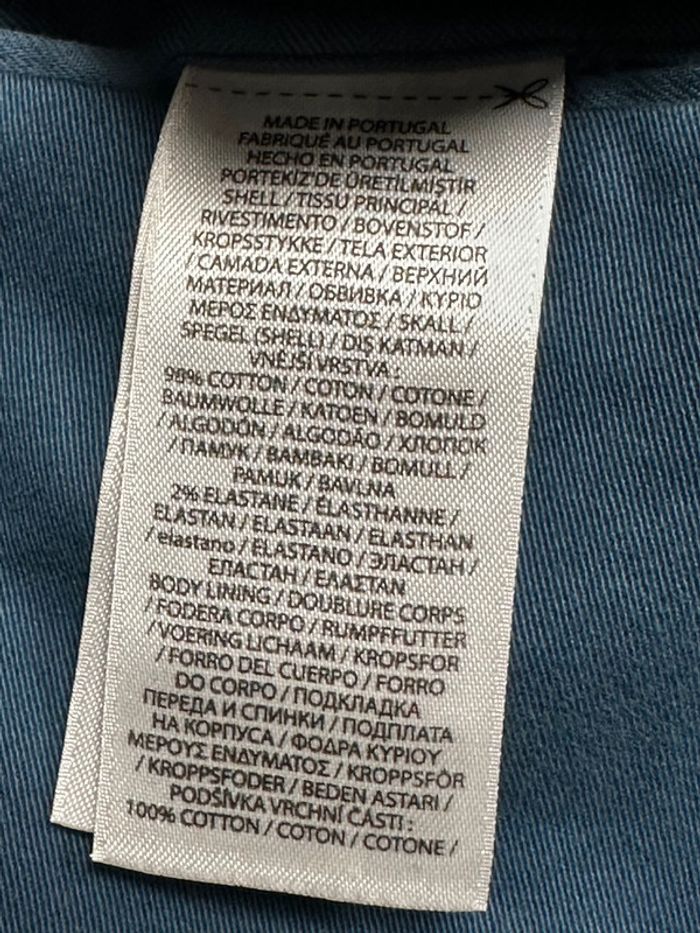 MADE IN PORTUGAL
FABRIQUÉ AU PORTUGAL
HECHO EN PORTUGAL
PORTEKİZ'DE ÜRETİLMİŞTİR
SHELL / TISSU PRINCIPAL /
RIVESTIMENTO / BOVENSTOF /
KROPSSTYKKE / TELA EXTERIOR
/ CAMADA EXTERNA / ВЕРХНИЙ
МАТЕРИАЛ / ОБВИВКА / ΚΥΡΙΟ
ΜΕΡΟΣ ΕΝΔΥΜΑΤΟΣ / SKALL /
SPEGEL (SHELL) / DIŞ KATMAN /
VNĚJŠÍ VRSTVA :
98% COTTON / COTON / COTONE /
BAUMWOLLE / KATOEN / BOMULD
/ ALGODÓN / ALGODÃO / ХЛОПОК
/ ПАМУК / ΒΑΜΒΑΚΙ / BOMULL /
PAMUK / BAVLNA
2% ELASTANE / ÉLASTHANNE /
ELASTAN / ELASTAAN / ELASTHAN
/ elastano / ELASTANO / ЭЛАСТАН /
ЕЛАСТАН / ΕΛΑΣΤΑΝ
BODY LINING / DOUBLURE CORPS
/ FODERA CORPO / RUMPFFUTTER
/ VOERING LICHAAM / KROPSFOR
/ FORRO DEL CUERPO / FORRO
DO CORPO / ПОДКЛАДКА
ПЕРЕДА И СПИНКИ / ПОДПЛАТА
НА КОРПУСА / ΦΟΔΡΑ ΚΥΡΙΟΥ
ΜΕΡΟΥΣ ΕΝΔΥΜΑΤΟΣ / KROPPSFÔR
/ KROPPSFODER / BEDEN ASTARI /
PODŠÍVKA VRCHNÍ ČÁSTI :
100% COTTON / COTON / COTONE /